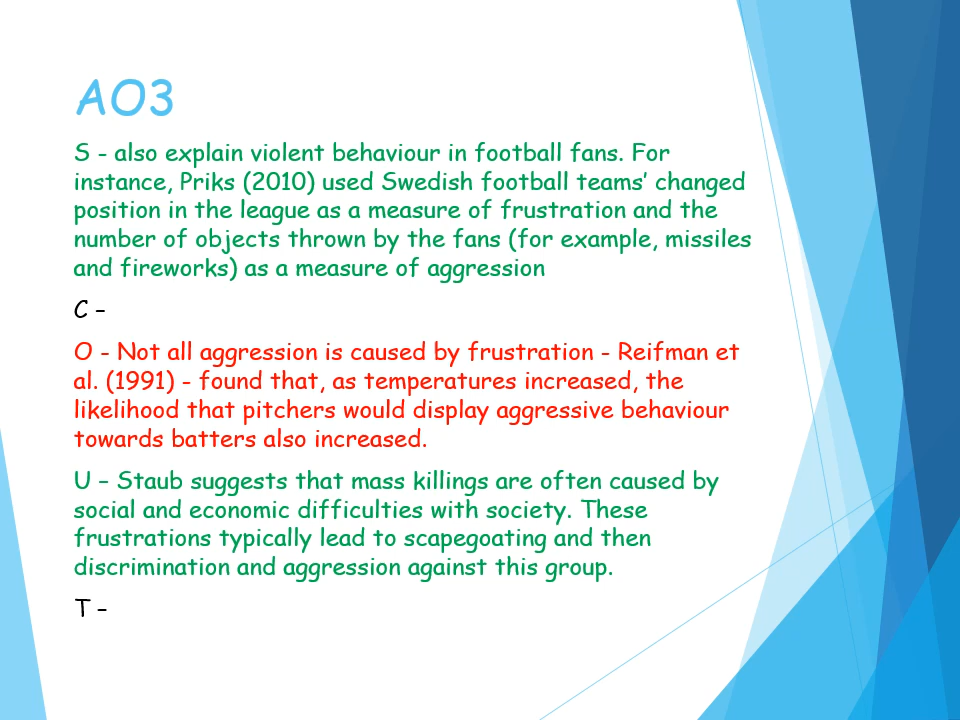 AO3
S - also explain violent behaviour in football fans. For
instance, Priks (2010) used Swedish football teams’ changed
position in the league as a measure of frustration and the
number of objects thrown by the fans (for example, missiles
and fireworks) as a measure of aggression
C –
O - Not all aggression is caused by frustration - Reifman et
al. (1991) - found that, as temperatures increased, the
likelihood that pitchers would display aggressive behaviour
towards batters also increased.
U – Staub suggests that mass killings are often caused by
social and economic difficulties with society. These
frustrations typically lead to scapegoating and then
discrimination and aggression against this group.
T –